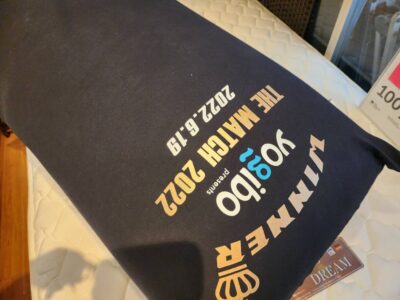 WINNER
yogibo
presents
THE MATCH 2022
2022.6.19
100
DREAM